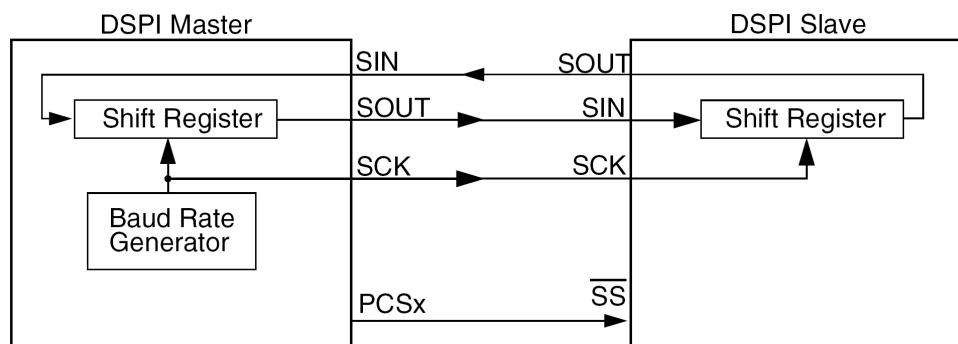 DSPI Master
DSPI Slave
SIN
SOUT
Shift Register
SOUT
SIN
Shift Register
SCK
SCK
Baud Rate
Generator
PCSx
SS